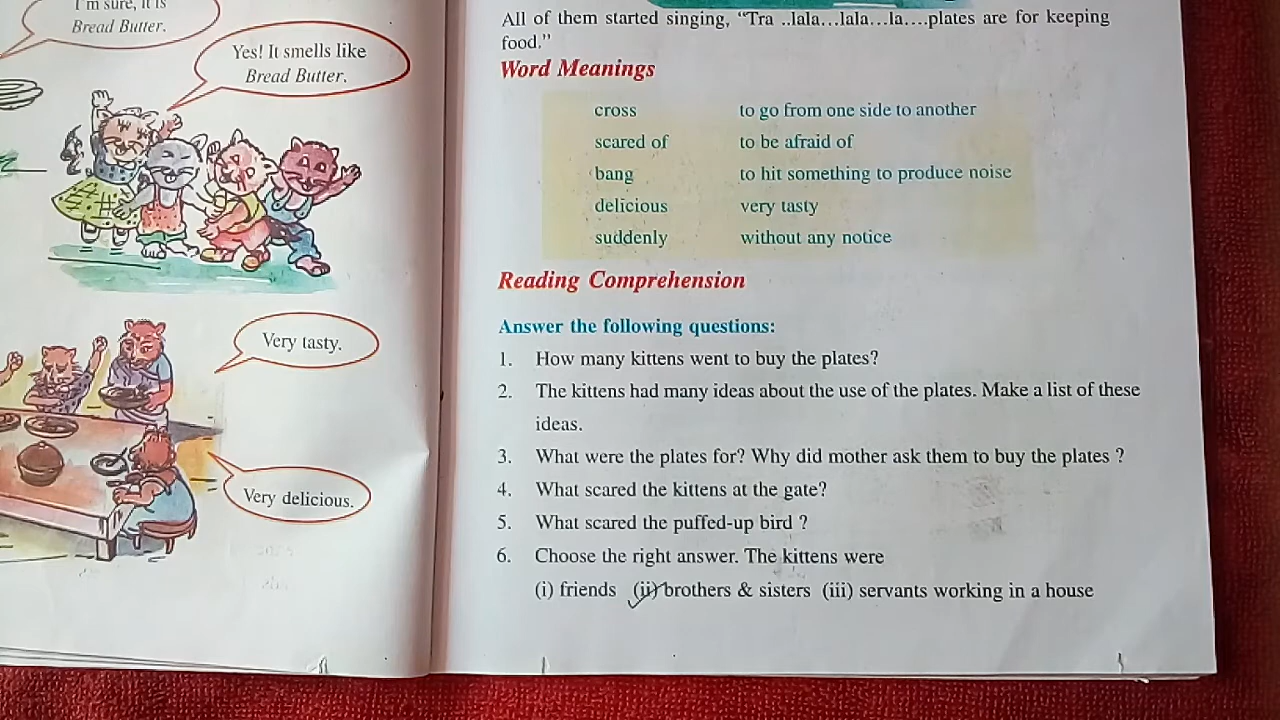 I'm sure, it is
Bread Butter.
Yes! It smells like
Bread Butter.
Very tasty.
Very delicious.
All of them started singing, “Tra ..lala...lala...la....plates are for keeping
food.”
Word Meanings
cross to go from one side to another
scared of to be afraid of
bang to hit something to produce noise
delicious very tasty
suddenly without any notice
Reading Comprehension
Answer the following questions:
1. How many kittens went to buy the plates?
2. The kittens had many ideas about the use of the plates. Make a list of these
ideas.
3. What were the plates for? Why did mother ask them to buy the plates ?
4. What scared the kittens at the gate?
5. What scared the puffed-up bird ?
6. Choose the right answer. The kittens were
(i) friends (ii) brothers & sisters (iii) servants working in a house